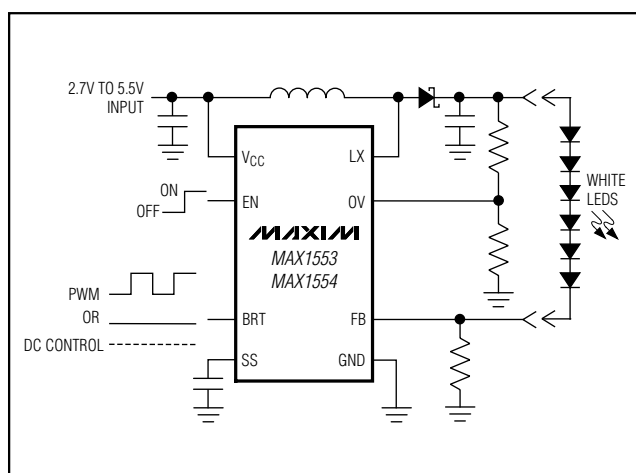 2.7V TO 5.5V
INPUT
VCC
LX
ON
OFF
EN
OV
WHITE
LEDS
MAXIM
MAX1553
MAX1554
PWM
OR
DC CONTROL
BRT
FB
SS
GND